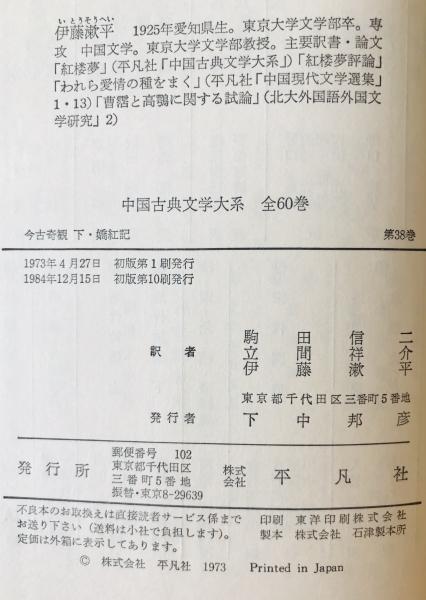 いとうそうへい
伊藤漱平　1925年愛知県生。東京大学文学部卒。専
攻　中国文学。東京大学文学部教授。主要訳書・論文
「紅楼夢」(平凡社「中国古典文学大系」)「紅楼夢評論」
「われら愛情の種をまく」(平凡社「中国現代文学選集」
1・13)「曹霑と高鶚に関する試論」(北大外国語外国文
学研究」2)
中国古典文学大系　全60巻
今古奇観 下・嬌紅記　第38巻
1973年4月27日　初版第1刷発行
1984年12月15日　初版第10刷発行
訳者
駒田信二
立間祥介
伊藤漱平
東京都千代田区三番町5番地
発行者　下中邦彦
発行所
郵便番号　102
東京都千代田区
三番町5番地
振替・東京8-29639
株式会社　平凡社
不良本のお取換えは直接読者サービス係まで
お送り下さい(送料は小社で負担します)。
定価は外箱に表示してあります。
印刷　東洋印刷株式会社
製本　株式会社 石津製本所
© 株式会社　平凡社　1973　Printed in Japan